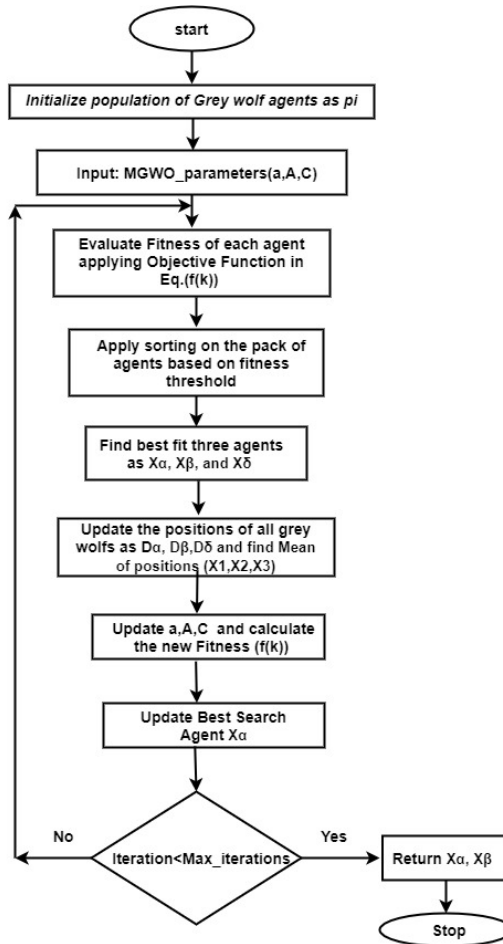 start
Initialize population of Grey wolf agents as pi
Input: MGWO_parameters(a,A,C)
Evaluate Fitness of each agent
applying Objective Function in
Eq.(f(k))
Apply sorting on the pack of
agents based on fitness
threshold
Find best fit three agents
as Xα, Xβ, and Xδ
Update the positions of all grey
wolfs as Dα, Dβ,Dδ and find Mean
of positions (X1,X2,X3)
Update a,A,C and calculate
the new Fitness (f(k))
Update Best Search
Agent Xα
No
Iteration<Max_iterations
Yes
Return Xα, Xβ
Stop